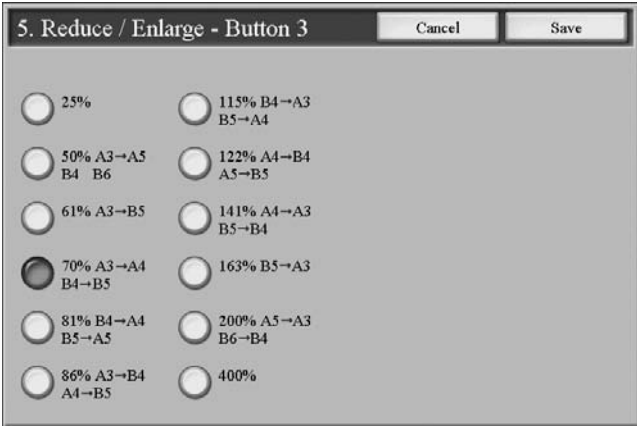 5. Reduce / Enlarge - Button 3
Cancel
Save
25%
50% A3→A5
B4 B6
61% A3→B5
70% A3→A4
B4→B5
81% B4→A4
B5→A5
86% A3→B4
A4→B5
115% B4→A3
B5→A4
122% A4→B4
A5→B5
141% A4→A3
B5→B4
163% B5→A3
200% A5→A3
B6→B4
400%